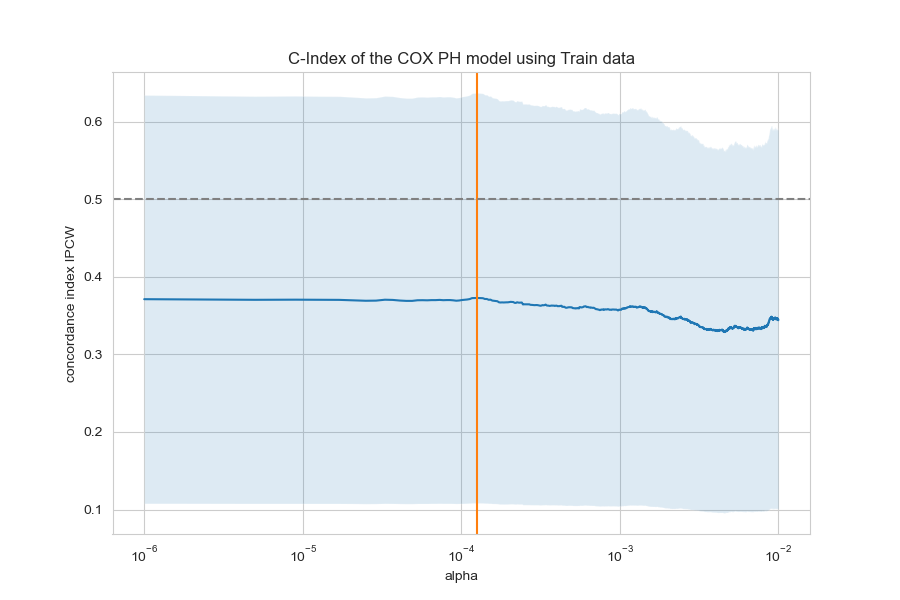 C-Index of the COX PH model using Train data
concordance index IPCW
0.6
0.5
0.4
0.3
0.2
0.1
10⁻⁶ 10⁻⁵ 10⁻⁴ 10⁻³ 10⁻²
alpha